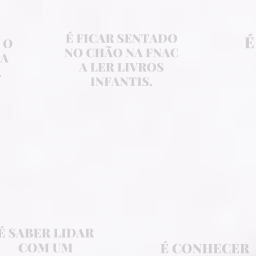 É FICAR SENTADO
NO CHÃO NA FNAC
A LER LIVROS
INFANTIS.
O
A
.
É
É SABER LIDAR
COM UM
É CONHECER